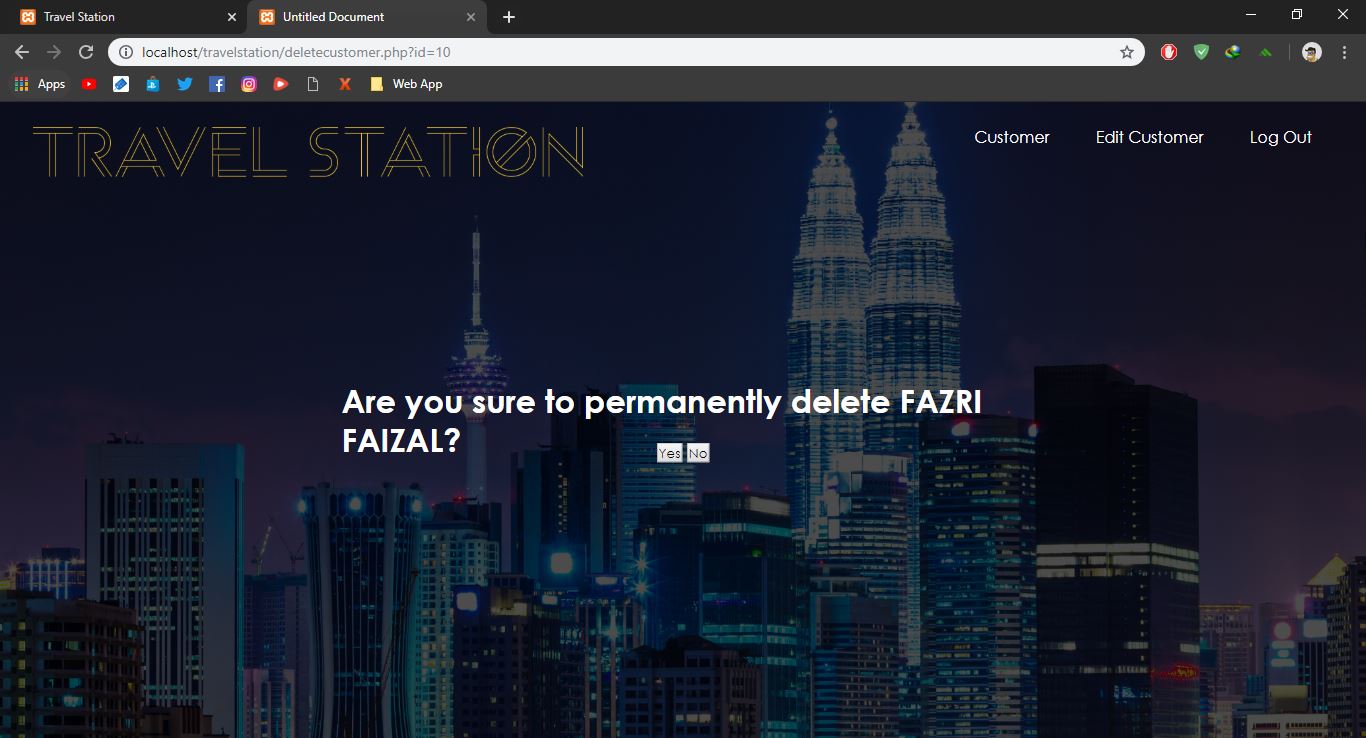 Travel Station
Untitled Document
localhost/travelstation/deletecustomer.php?id=10
Apps
Web App
TRAVEL STATION
Customer
Edit Customer
Log Out
Are you sure to permanently delete FAZRI
FAIZAL?
Yes No